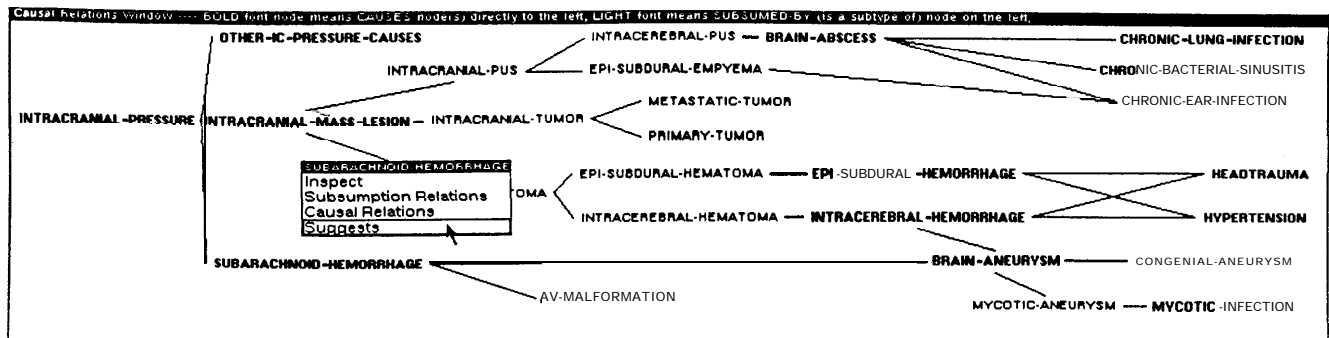 Causal Relations Window ---- BOLD font node means CAUSES node(s) directly to the left, LIGHT font means SUBSUMED-BY (is a subtype of) node on the left.
OTHER-IC-PRESSURE-CAUSES
INTRACEREBRAL-PUS
BRAIN-ABSCESS
CHRONIC-LUNG-INFECTION
INTRACRANIAL-PUS
EPI-SUBDURAL-EMPYEMA
CHRONIC-BACTERIAL-SINUSITIS
METASTATIC-TUMOR
CHRONIC-EAR-INFECTION
INTRACRANIAL-PRESSURE
INTRACRANIAL-MASS-LESION
INTRACRANIAL-TUMOR
PRIMARY-TUMOR
SUBARACHNOID-HEMORRHAGE
Inspect
Subsumption Relations
Causal Relations
Suggests
OMA
EPI-SUBDURAL-HEMATOMA
EPI-SUBDURAL-HEMORRHAGE
HEADTRAUMA
INTRACEREBRAL-HEMATOMA
INTRACEREBRAL-HEMORRHAGE
HYPERTENSION
SUBARACHNOID-HEMORRHAGE
BRAIN-ANEURYSM
CONGENIAL-ANEURYSM
AV-MALFORMATION
MYCOTIC-ANEURYSM
MYCOTIC-INFECTION